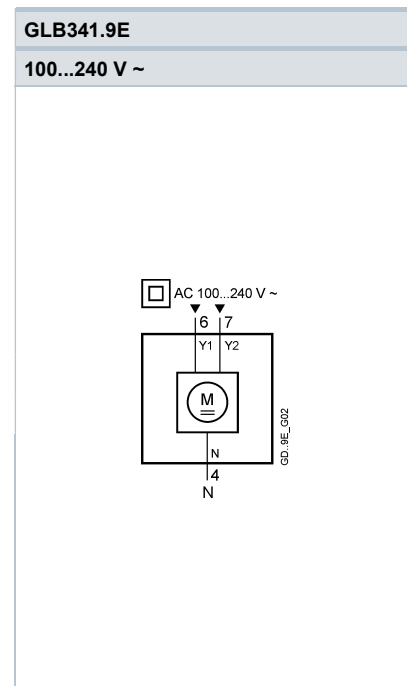 GLB341.9E
100...240 V ~
AC 100...240 V ~
6 7
Y1 Y2
M
N
4
N
GD..9E_G02